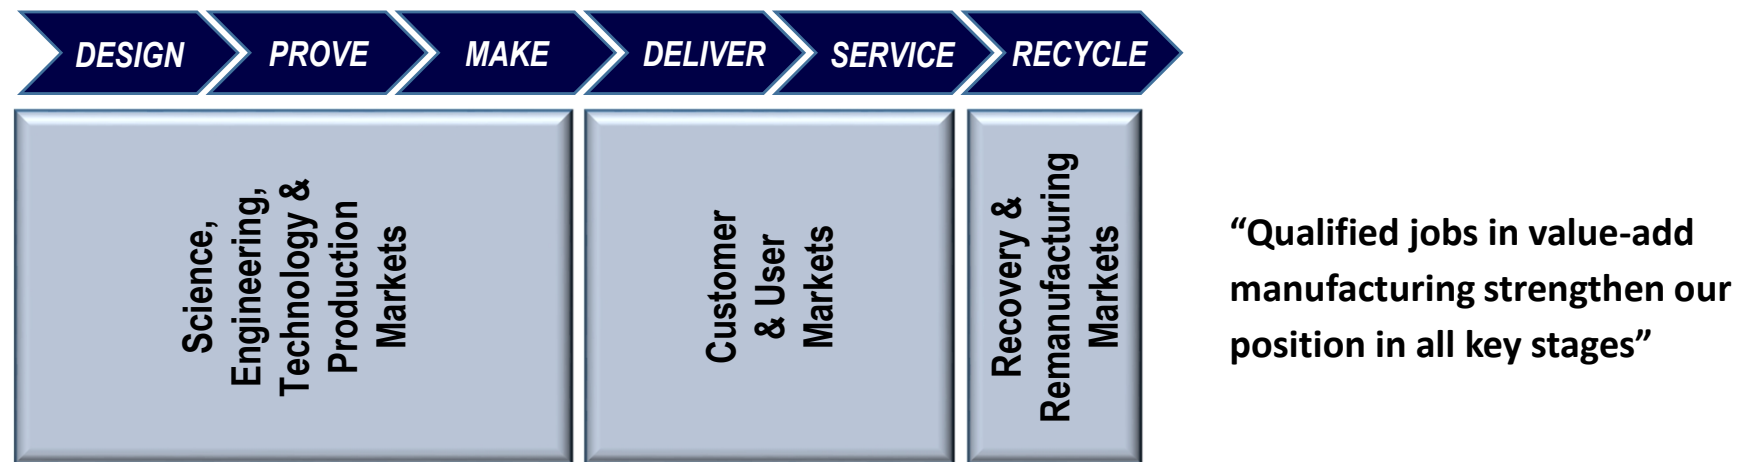 DESIGN PROVE MAKE DELIVER SERVICE RECYCLE
Science,
Engineering,
Technology &
Production
Markets
Customer
& User
Markets
Recovery &
Remanufacturing
Markets
“Qualified jobs in value-add
manufacturing strengthen our
position in all key stages”